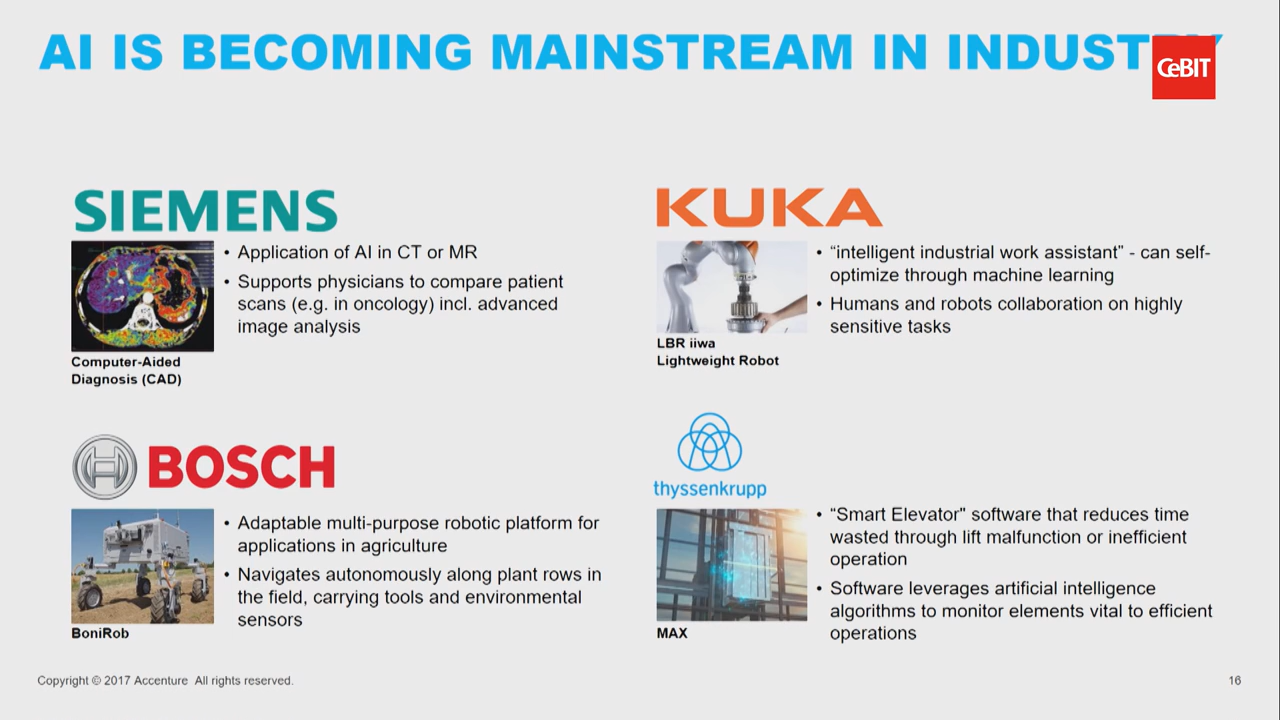 AI IS BECOMING MAINSTREAM IN INDUSTRY
CeBIT
SIEMENS
• Application of AI in CT or MR
• Supports physicians to compare patient
scans (e.g. in oncology) incl. advanced
image analysis
Computer-Aided
Diagnosis (CAD)
KUKA
• “intelligent industrial work assistant” - can self-
optimize through machine learning
• Humans and robots collaboration on highly
sensitive tasks
LBR iiwa
Lightweight Robot
BOSCH
• Adaptable multi-purpose robotic platform for
applications in agriculture
• Navigates autonomously along plant rows in
the field, carrying tools and environmental
sensors
BoniRob
thyssenkrupp
• “Smart Elevator" software that reduces time
wasted through lift malfunction or inefficient
operation
• Software leverages artificial intelligence
algorithms to monitor elements vital to efficient
operations
MAX
Copyright © 2017 Accenture All rights reserved.
16